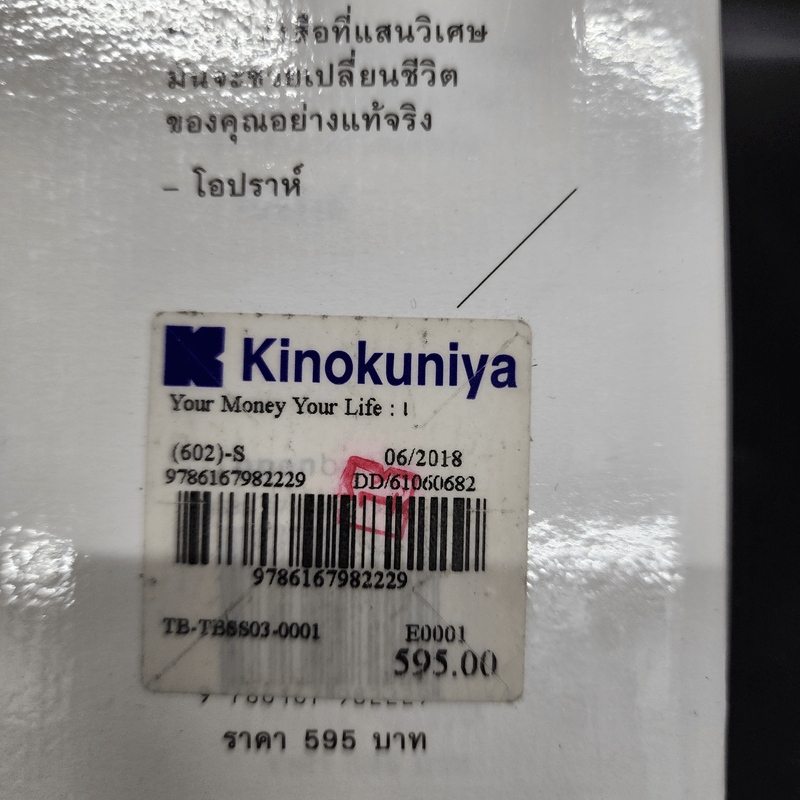 หนังสือที่แสนวิเศษ
มันจะช่วยเปลี่ยนชีวิต
ของคุณอย่างแท้จริง
– โอปราห์
Kinokuniya
Your Money Your Life :
(602)-S 06/2018
9786167982229 DD/61060682
9786167982229
TB-TBSS03-0001 E0001
595.00
ราคา 595 บาท